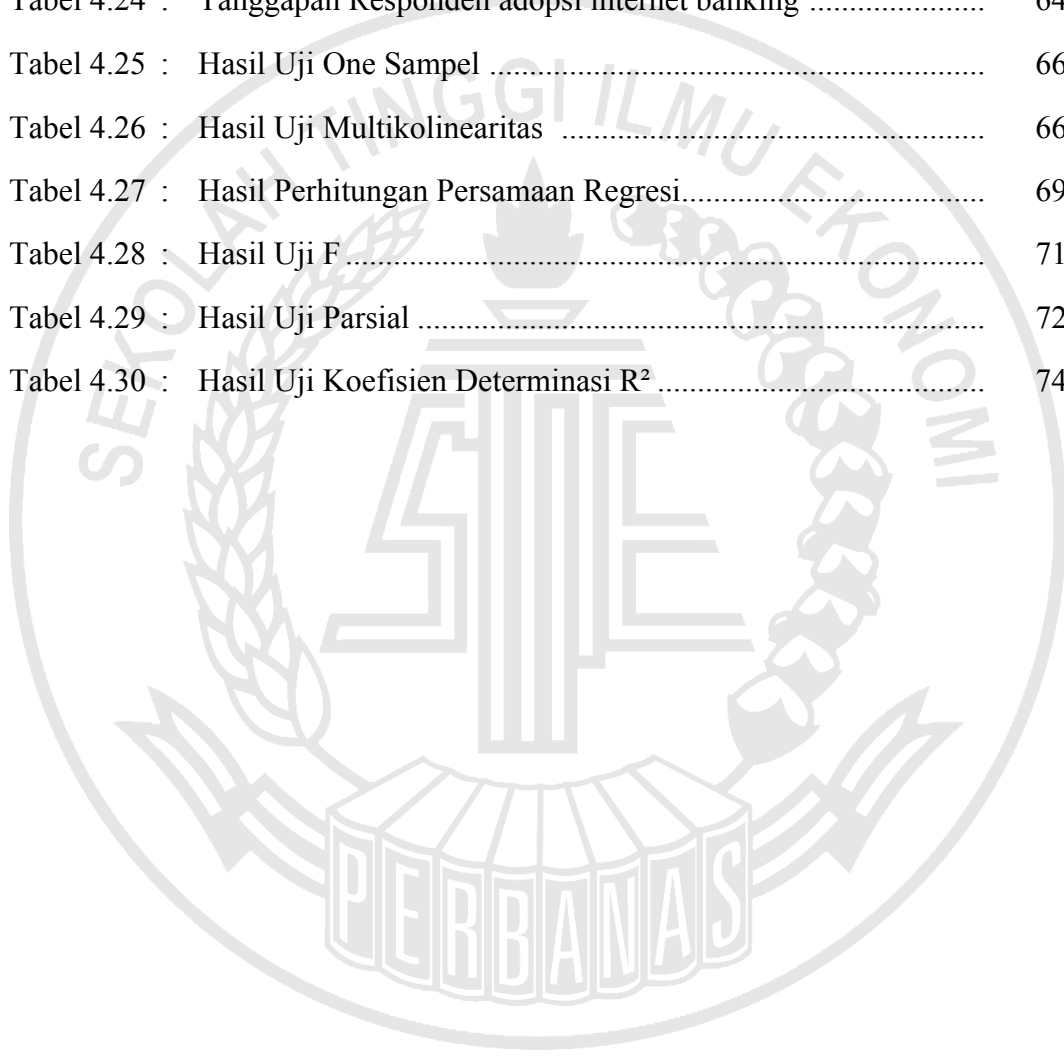 Tabel 4.24 : Tanggapan Responden adopsi internet banking ..................... 64
Tabel 4.25 : Hasil Uji One Sampel ............................................................ 66
Tabel 4.26 : Hasil Uji Multikolinearitas .................................................... 66
Tabel 4.27 : Hasil Perhitungan Persamaan Regresi..................................... 69
Tabel 4.28 : Hasil Uji F.............................................................................. 71
Tabel 4.29 : Hasil Uji Parsial ..................................................................... 72
Tabel 4.30 : Hasil Uji Koefisien Determinasi R² ........................................ 74
SEKOLAH TINGGI ILMU EKONOMI
STIE
PERBANAS